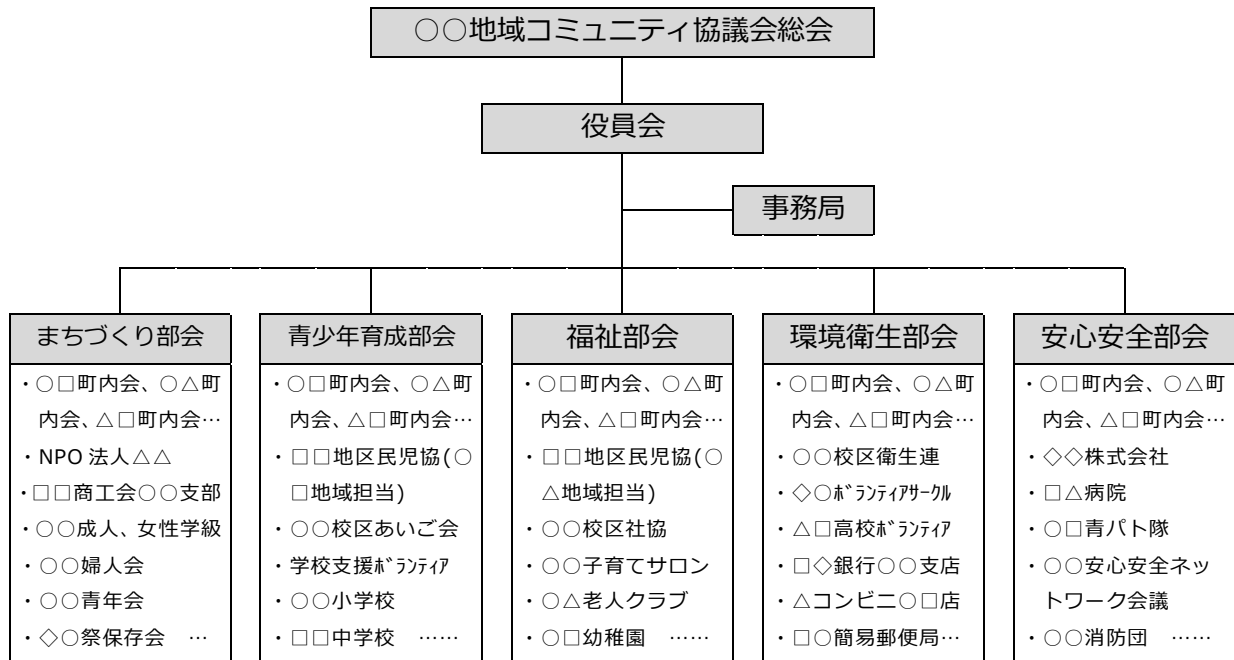 ○○地域コミュニティ協議会総会
役員会
事務局
まちづくり部会
・○□町内会、○△町
内会、△□町内会…
・NPO 法人△△
・□□商工会○○支部
・○○成人、女性学級
・○○婦人会
・○○青年会
・◇○祭保存会 …
青少年育成部会
・○□町内会、○△町
内会、△□町内会…
・□□地区民児協(○
□地域担当)
・○○校区あいご会
・学校支援ﾎﾞﾗﾝﾃｨｱ
・○○小学校
・□□中学校 ……
福祉部会
・○□町内会、○△町
内会、△□町内会…
・□□地区民児協(○
△地域担当)
・○○校区社協
・○○子育てサロン
・○△老人クラブ
・○□幼稚園 ……
環境衛生部会
・○□町内会、○△町
内会、△□町内会…
・○○校区衛生連
・◇○ﾎﾞﾗﾝﾃｨｱｻｰｸﾙ
・△□高校ﾎﾞﾗﾝﾃｨｱ
・□◇銀行○○支店
・△コンビニ○□店
・□○簡易郵便局…
安心安全部会
・○□町内会、○△町
内会、△□町内会…
・◇◇株式会社
・□△病院
・○□青パト隊
・○○安心安全ネッ
トワーク会議
・○○消防団 ……